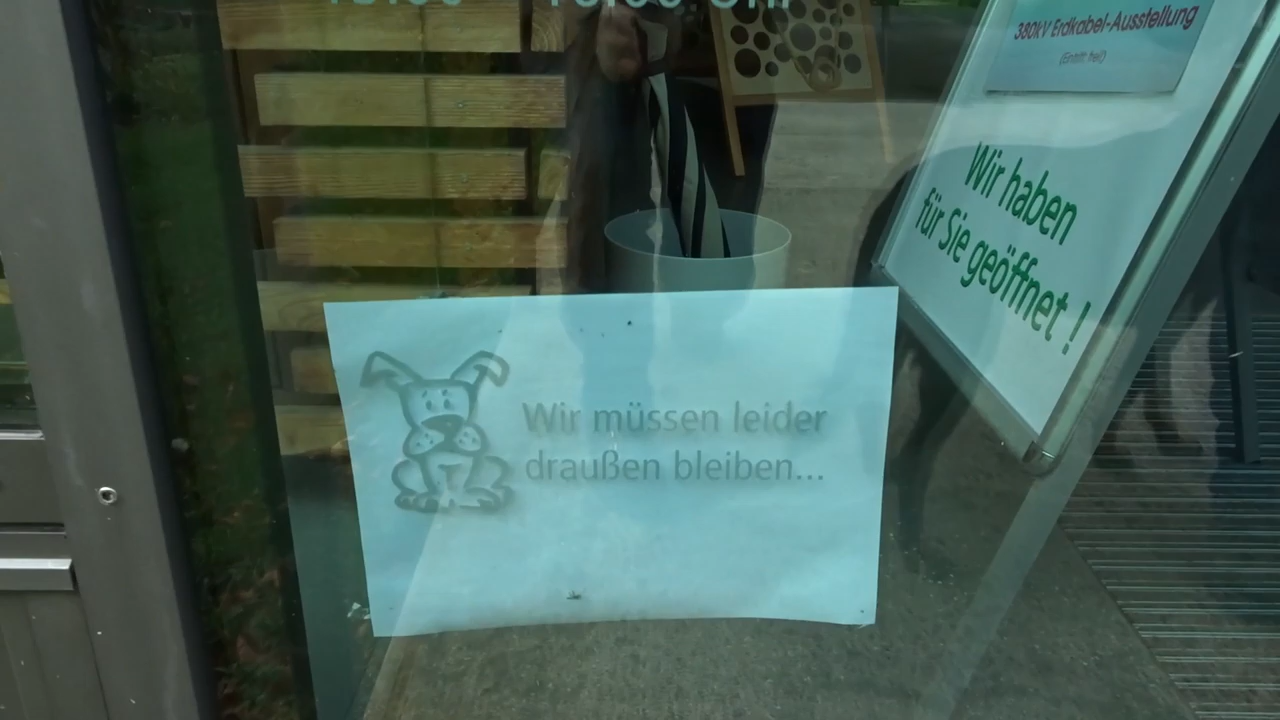 380kV Erdkabel-Ausstellung
(Eintritt frei!)
Wir haben
für Sie geöffnet !
Wir müssen leider
draußen bleiben...